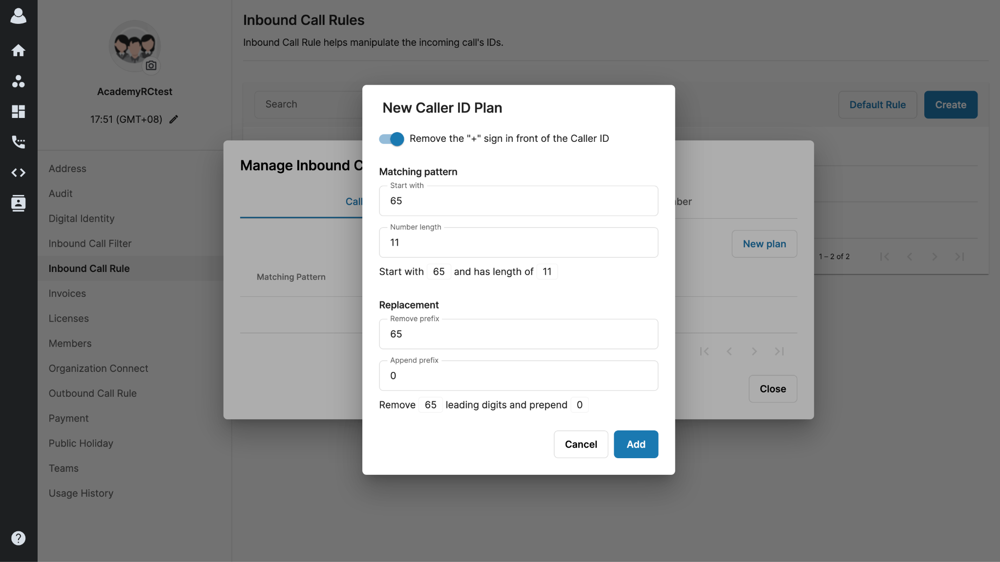 AcademyRCtest
17:51 (GMT+08)
Address
Audit
Digital Identity
Inbound Call Filter
Inbound Call Rule
Invoices
Licenses
Members
Organization Connect
Outbound Call Rule
Payment
Public Holiday
Teams
Usage History
Inbound Call Rules
Inbound Call Rule helps manipulate the incoming call's IDs.
Search
Default Rule
Create
1 – 2 of 2
Manage Inbound C
Call
ber
New plan
Matching Pattern
Close
New Caller ID Plan
Remove the "+" sign in front of the Caller ID
Matching pattern
Start with
65
Number length
11
Start with 65 and has length of 11
Replacement
Remove prefix
65
Append prefix
0
Remove 65 leading digits and prepend 0
Cancel
Add
?